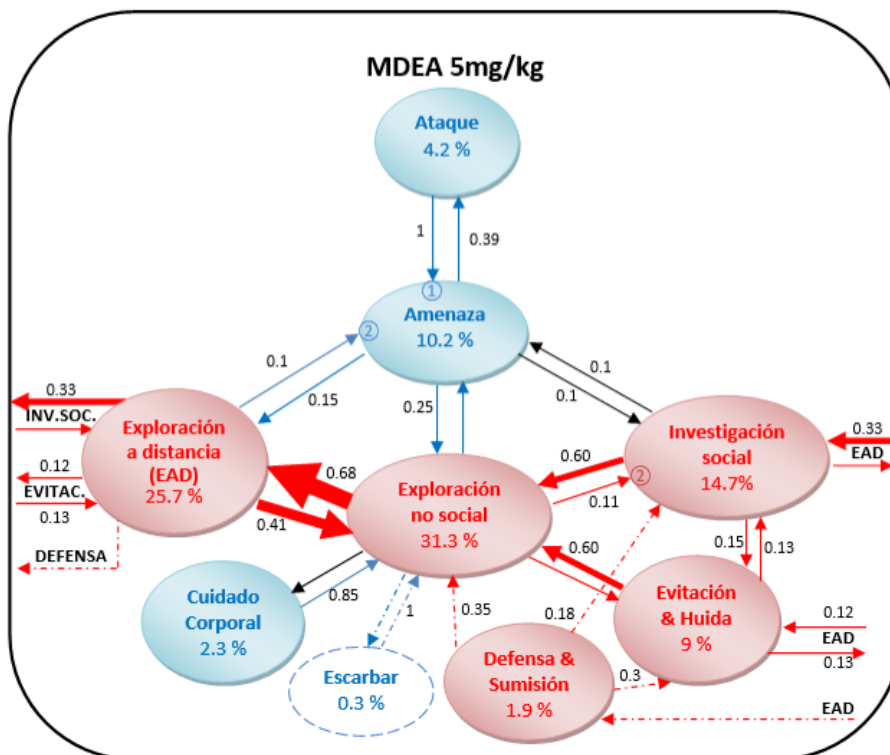 MDEA 5mg/kg
Ataque
4.2 %
1
0.39
1
Amenaza
2
10.2 %
0.1
0.15
0.25
0.1
0.1
0.33
INV.SOC.
0.12
EVITAC.
0.13
DEFENSA
Exploración
a distancia
(EAD)
25.7 %
0.68
0.41
Exploración
no social
31.3 %
0.60
0.11
2
Investigación
social
14.7%
0.33
EAD
0.15
0.13
0.60
Cuidado
Corporal
2.3 %
0.85
1
0.35
0.18
Evitación
& Huida
9 %
0.12
EAD
0.13
Escarbar
0.3 %
Defensa &
Sumisión
1.9 %
0.3
EAD